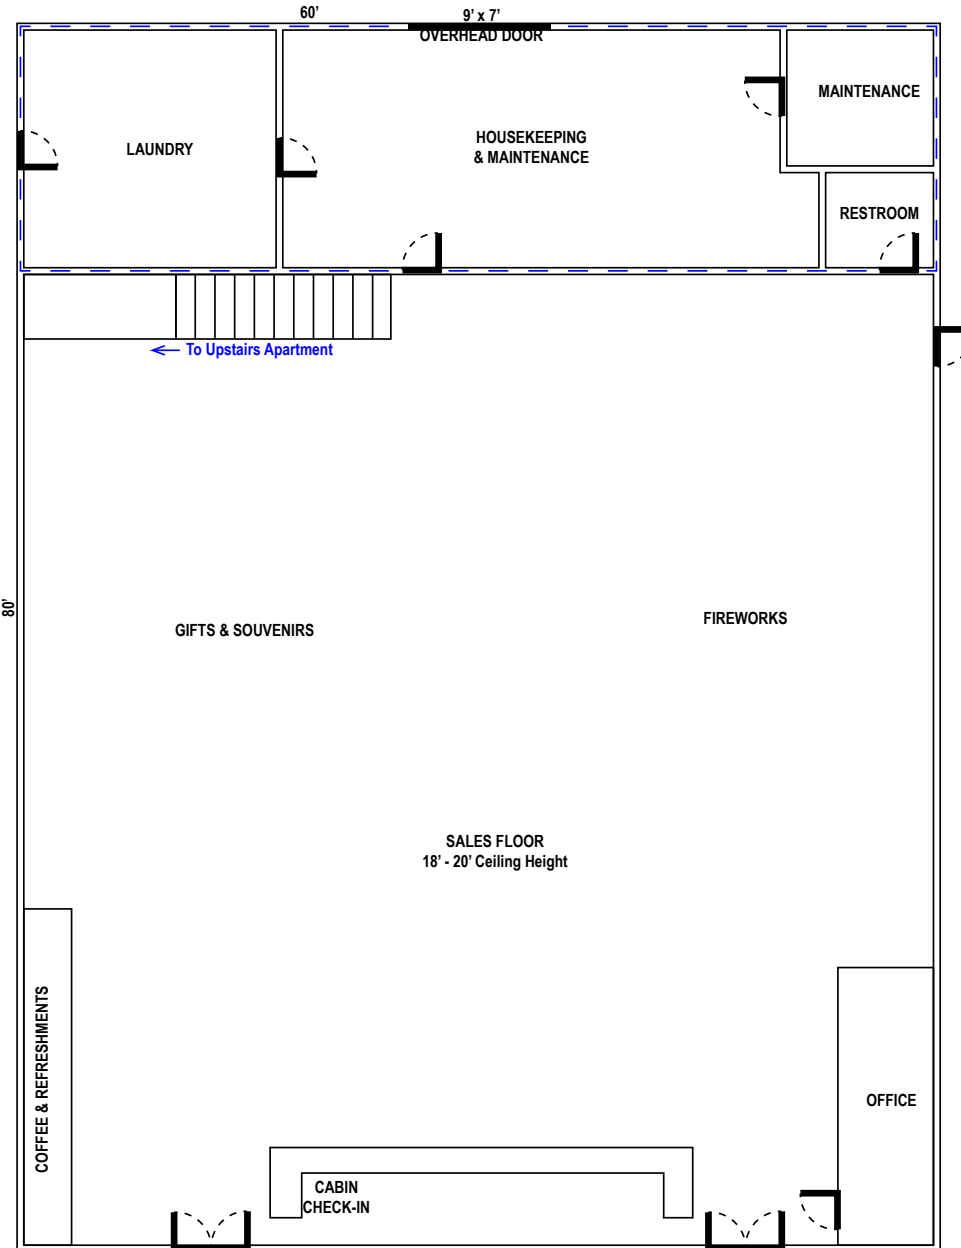 60’
9’ x 7’
OVERHEAD DOOR
MAINTENANCE
LAUNDRY
HOUSEKEEPING
& MAINTENANCE
RESTROOM
To Upstairs Apartment
80’
GIFTS & SOUVENIRS
FIREWORKS
SALES FLOOR
18’ - 20’ Ceiling Height
COFFEE & REFRESHMENTS
OFFICE
CABIN
CHECK-IN